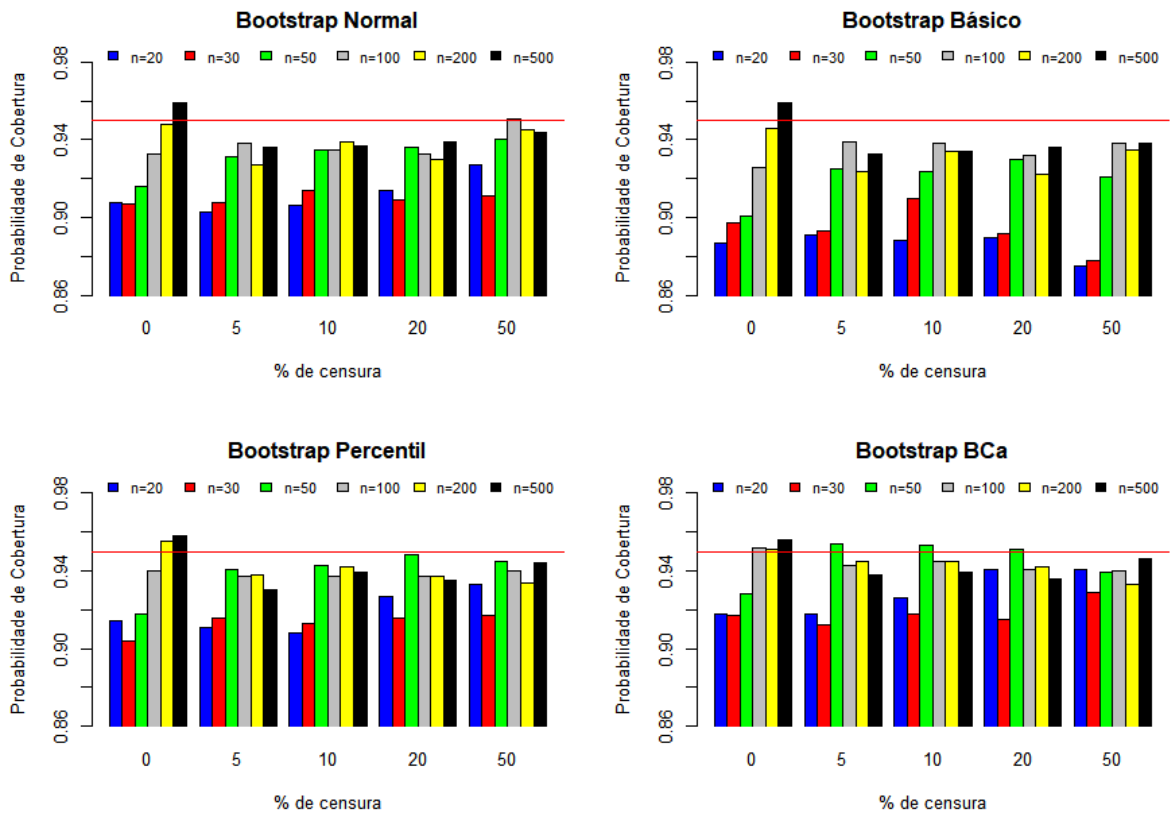 Bootstrap Normal
n=20 n=30 n=50 n=100 n=200 n=500
Probabilidade de Cobertura
0.98
0.94
0.90
0.86
0 5 10 20 50
% de censura
Bootstrap Básico
n=20 n=30 n=50 n=100 n=200 n=500
Probabilidade de Cobertura
0.98
0.94
0.90
0.86
0 5 10 20 50
% de censura
Bootstrap Percentil
n=20 n=30 n=50 n=100 n=200 n=500
Probabilidade de Cobertura
0.98
0.94
0.90
0.86
0 5 10 20 50
% de censura
Bootstrap BCa
n=20 n=30 n=50 n=100 n=200 n=500
Probabilidade de Cobertura
0.98
0.94
0.90
0.86
0 5 10 20 50
% de censura